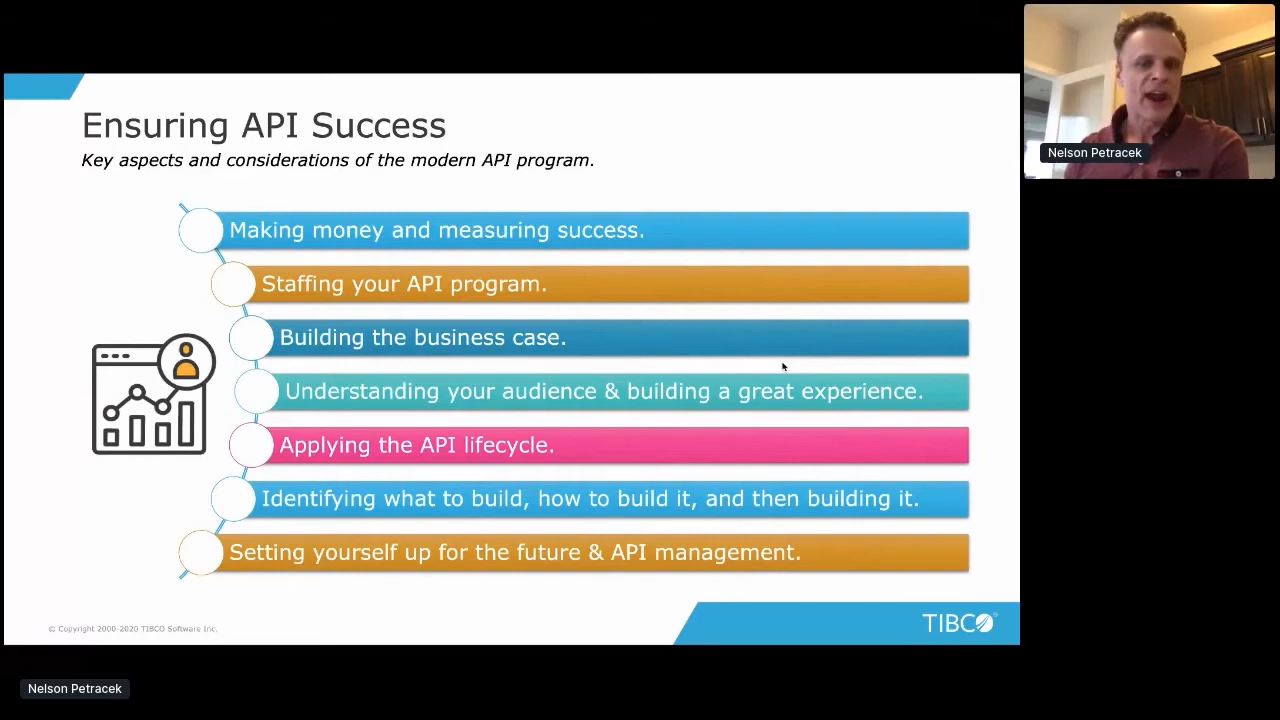 Ensuring API Success
Key aspects and considerations of the modern API program.
Making money and measuring success.
Staffing your API program.
Building the business case.
Understanding your audience & building a great experience.
Applying the API lifecycle.
Identifying what to build, how to build it, and then building it.
Setting yourself up for the future & API management.
© Copyright 2000-2020 TIBCO Software Inc.
TIBCO®
Nelson Petracek
Nelson Petracek